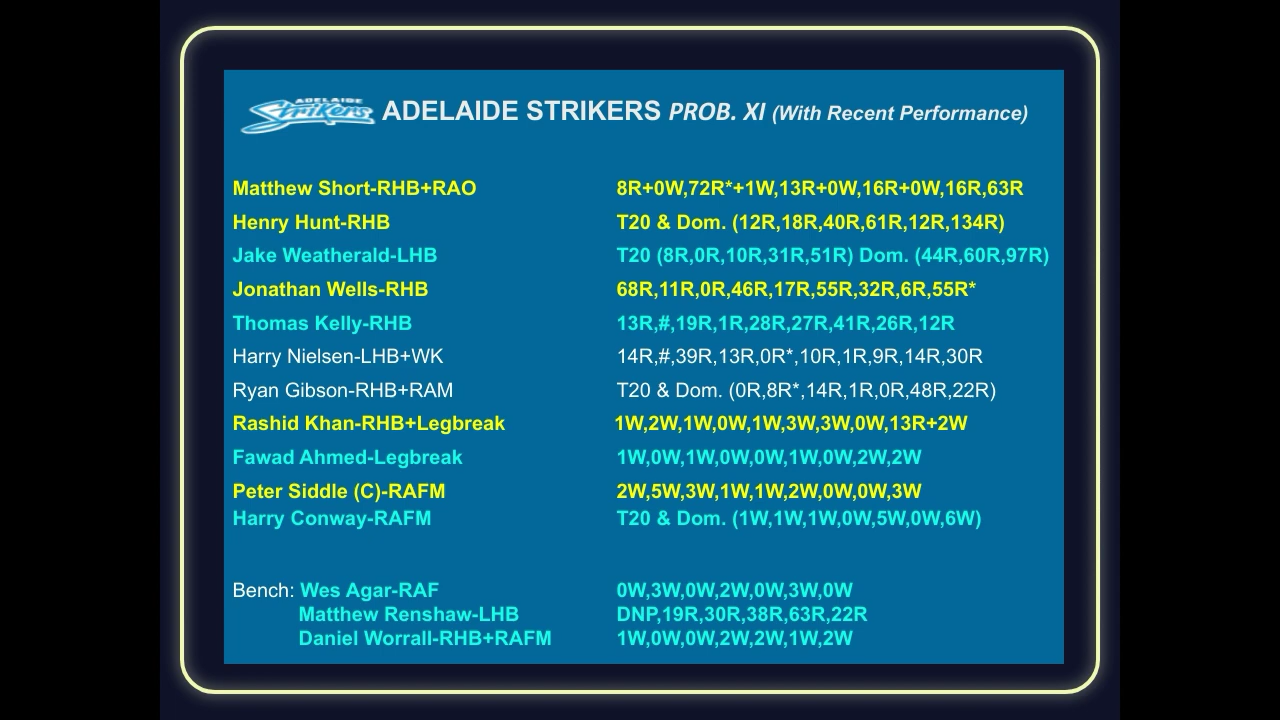 ADELAIDE Strikers ADELAIDE STRIKERS PROB. XI (With Recent Performance)
Matthew Short-RHB+RAO 8R+0W,72R*+1W,13R+0W,16R+0W,16R,63R
Henry Hunt-RHB T20 & Dom. (12R,18R,40R,61R,12R,134R)
Jake Weatherald-LHB T20 (8R,0R,10R,31R,51R) Dom. (44R,60R,97R)
Jonathan Wells-RHB 68R,11R,0R,46R,17R,55R,32R,6R,55R*
Thomas Kelly-RHB 13R,#,19R,1R,28R,27R,41R,26R,12R
Harry Nielsen-LHB+WK 14R,#,39R,13R,0R*,10R,1R,9R,14R,30R
Ryan Gibson-RHB+RAM T20 & Dom. (0R,8R*,14R,1R,0R,48R,22R)
Rashid Khan-RHB+Legbreak 1W,2W,1W,0W,1W,3W,3W,0W,13R+2W
Fawad Ahmed-Legbreak 1W,0W,1W,0W,0W,1W,0W,2W,2W
Peter Siddle (C)-RAFM 2W,5W,3W,1W,1W,2W,0W,0W,3W
Harry Conway-RAFM T20 & Dom. (1W,1W,1W,0W,5W,0W,6W)
Bench: Wes Agar-RAF 0W,3W,0W,2W,0W,3W,0W
Matthew Renshaw-LHB DNP,19R,30R,38R,63R,22R
Daniel Worrall-RHB+RAFM 1W,0W,0W,2W,2W,1W,2W